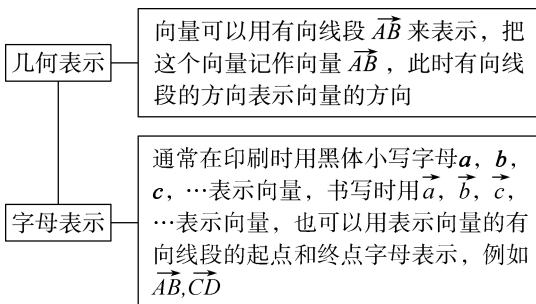 几何表示
向量可以用有向线段 $\overrightarrow{AB}$ 来表示，把
这个向量记作向量 $\overrightarrow{AB}$，此时有向线
段的方向表示向量的方向
字母表示
通常在印刷时用黑体小写字母a，b，
c，…表示向量，书写时用$\vec{a}$，$\vec{b}$，$\vec{c}$，
…表示向量，也可以用表示向量的有
向线段的起点和终点字母表示，例如
$\overrightarrow{AB}$,$\overrightarrow{CD}$